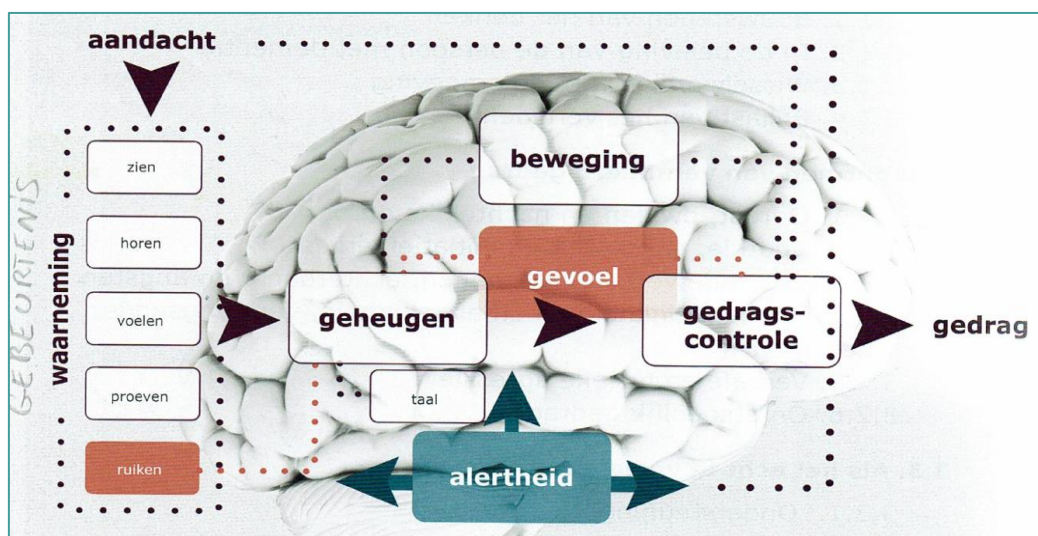 aandacht
GEBEURTENIS
waarneming
zien
horen
voelen
proeven
ruiken
beweging
gevoel
geheugen
gedrags-
controle
gedrag
taal
alertheid